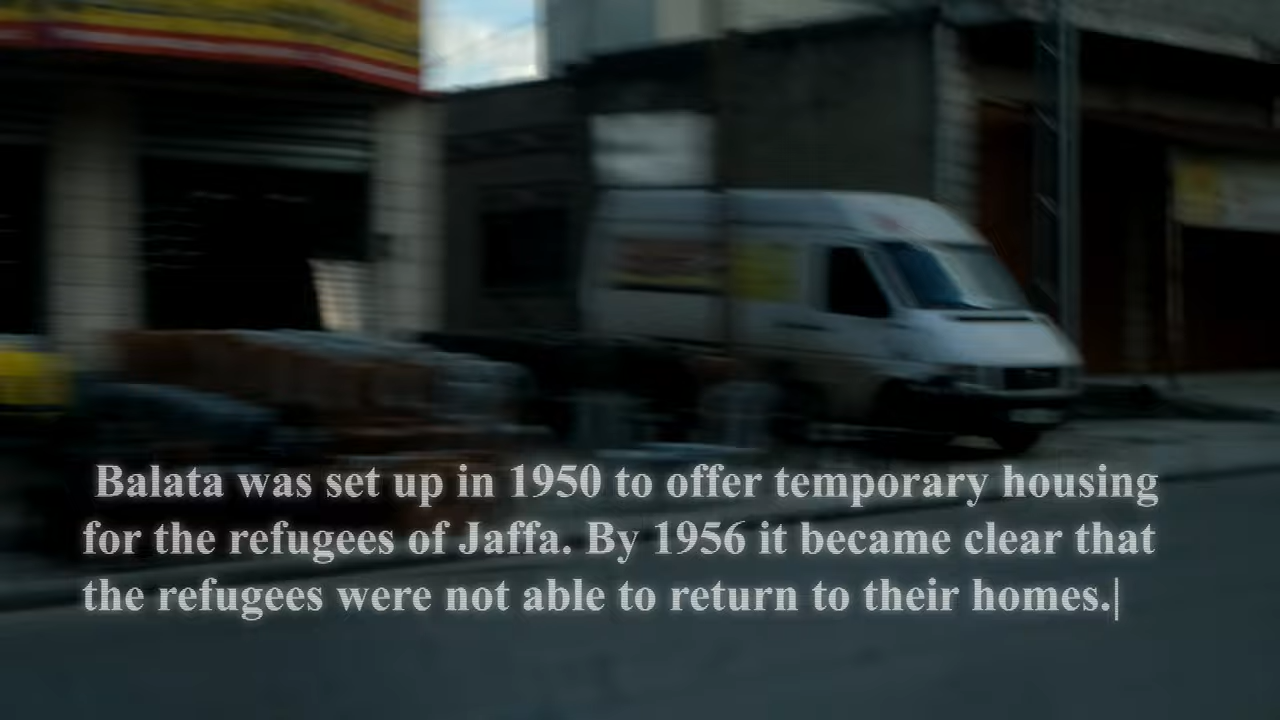 Balata was set up in 1950 to offer temporary housing
for the refugees of Jaffa. By 1956 it became clear that
the refugees were not able to return to their homes.|